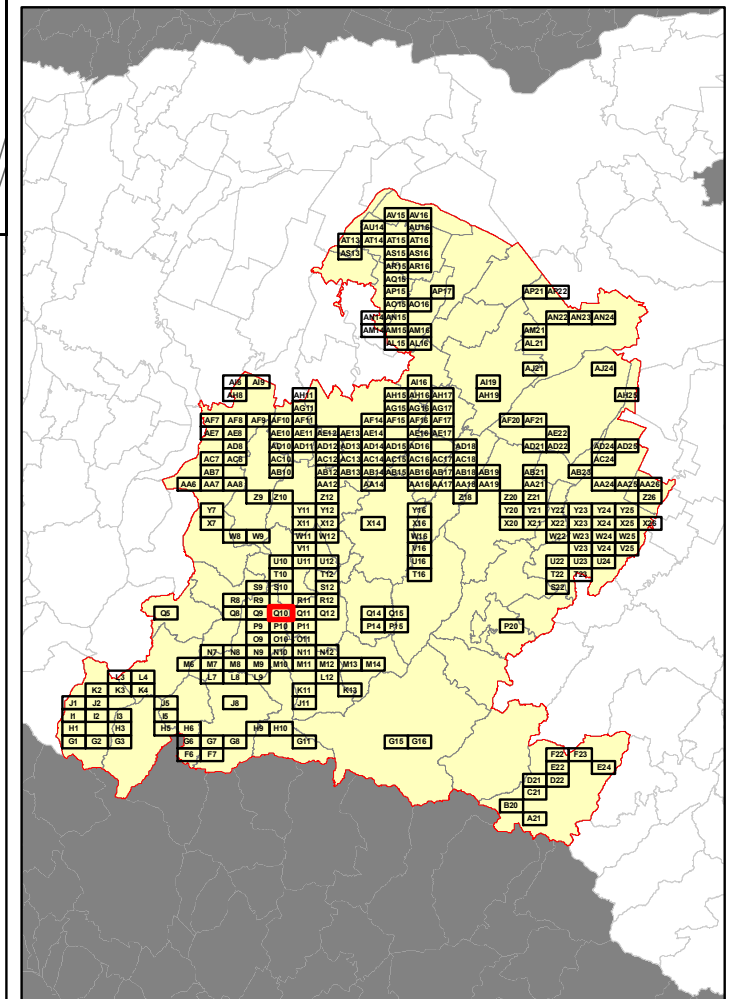 AV15 AV16
AU14 AU16
AT13 AT14 AT15 AT16
AS13 AS15 AS16
AR15 AR16
AQ15
AP15 AP17 AP21 AP22
AO15 AO16
AN14 AN15 AN22 AN23 AN24
AM14 AM15 AM16 AM21
AL15 AL16 AL21
AJ21 AJ24
AI8 AI9 AI16 AI19
AH8 AH11 AH15 AH16 AH17 AH19 AH25
AG11 AG15 AG16 AG17
AF7 AF8 AF9 AF10 AF11 AF14 AF15 AF16 AF17 AF20 AF21
AE7 AE8 AE10 AE11 AE12 AE13 AE14 AE16 AE17 AE22
AD8 AD10 AD11 AD12 AD13 AD14 AD15 AD16 AD18 AD21 AD22 AD24 AD25
AC7 AC8 AC10 AC12 AC13 AC14 AC15 AC16 AC17 AC18 AC24
AB7 AB10 AB12 AB13 AB14 AB15 AB16 AB17 AB18 AB19 AB21 AB23
AA6 AA7 AA8 AA12 AA14 AA16 AA17 AA18 AA19 AA21 AA24 AA25 AA26
Z9 Z10 Z12 Z18 Z20 Z21 Z26
Y7 Y11 Y12 Y16 Y20 Y21 Y22 Y23 Y24 Y25
X7 X11 X12 X14 X16 X20 X21 X22 X23 X24 X25 X26
W8 W9 W11 W12 W16 W22 W23 W24 W25
V11 V16 V23 V24 V25
U10 U11 U12 U16 U22 U23 U24
T10 T12 T16 T22 T23
S9 S10 S12 S22
R8 R9 R11 R12
Q5 Q8 Q9 Q10 Q11 Q12 Q14 Q15
P9 P10 P11 P14 P15 P20
O9 O10 O11
N7 N8 N9 N10 N11 N12
M6 M7 M8 M9 M10 M11 M12 M13 M14
L3 L4 L7 L8 L9 L12
K2 K3 K4 K11 K13
J1 J2 J5 J8 J11
I1 I2 I3 I5
H1 H3 H5 H6 H9 H10
G1 G2 G3 G6 G7 G8 G11 G15 G16
F6 F7 F22 F23
E22 E24
D21 D22
C21
B20
A21